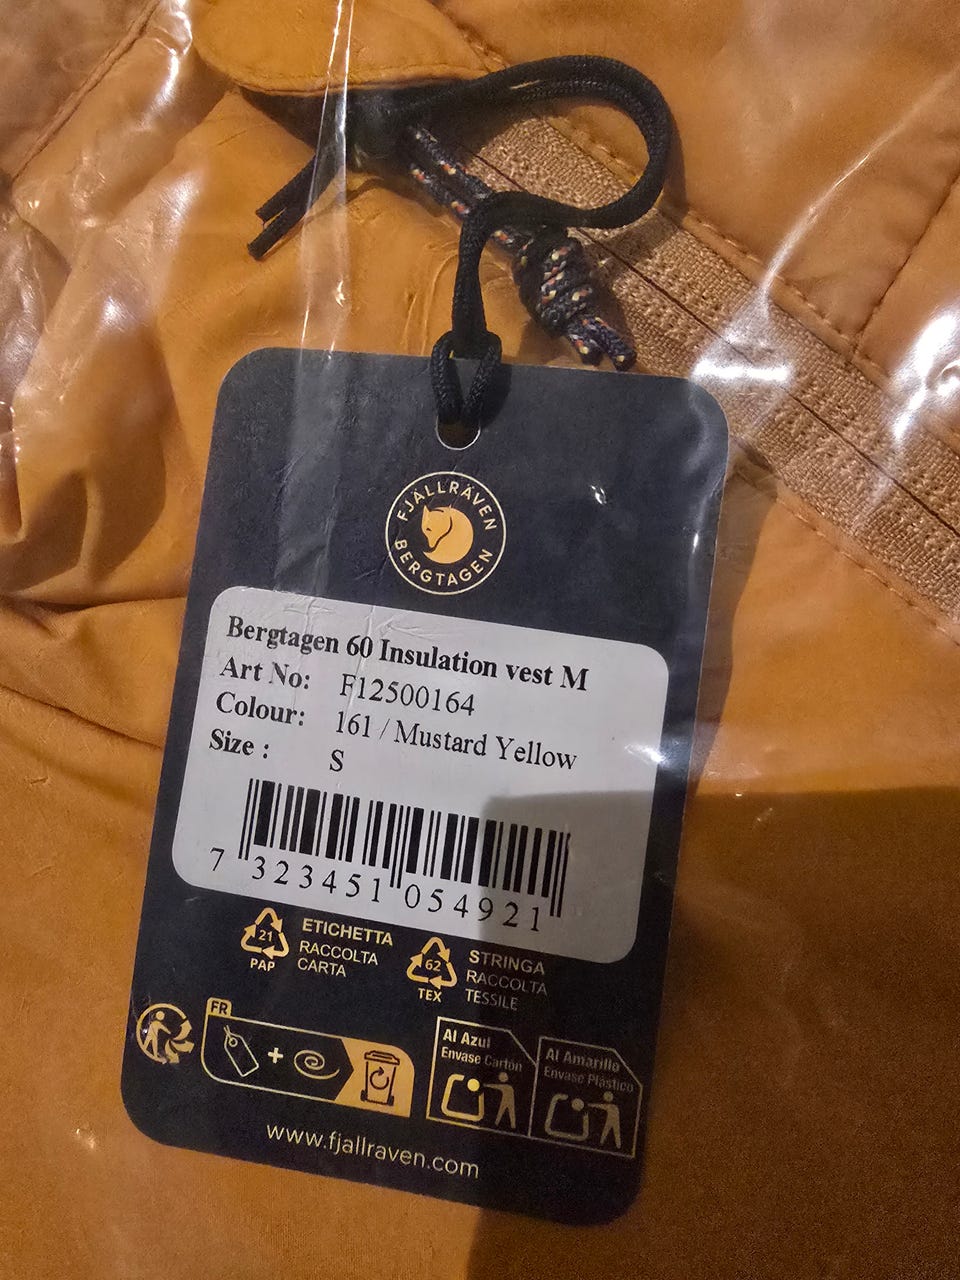 FJÄLLRÄVEN
BERGTAGEN
Bergtagen 60 Insulation vest M
Art No: F12500164
Colour: 161 / Mustard Yellow
Size : S
7 323451 054921
21
PAP
ETICHETTA
RACCOLTA
CARTA
62
TEX
STRINGA
RACCOLTA
TESSILE
FR
+
Al Azul
Envase Cartón
Al Amarillo
Envase Plástico
www.fjallraven.com